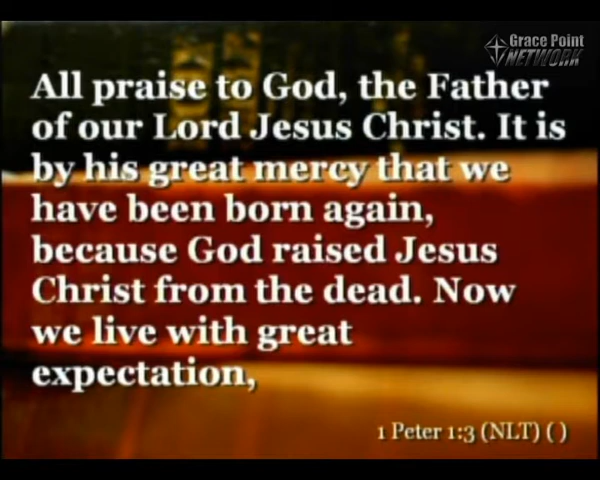 Grace Point
NETWORK
All praise to God, the Father
of our Lord Jesus Christ. It is
by his great mercy that we
have been born again,
because God raised Jesus
Christ from the dead. Now
we live with great
expectation,
1 Peter 1:3 (NLT) ( )